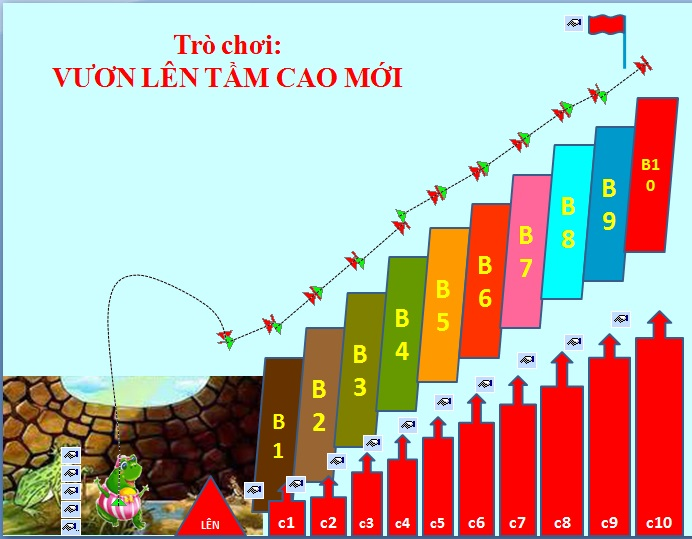 Trò chơi:
VƯƠN LÊN TẦM CAO MỚI
B1
0
B
9
B
8
B
7
B
6
B
5
B
4
B
3
B
2
B
1
LÊN
c1
c2
c3
c4
c5
c6
c7
c8
c9
c10